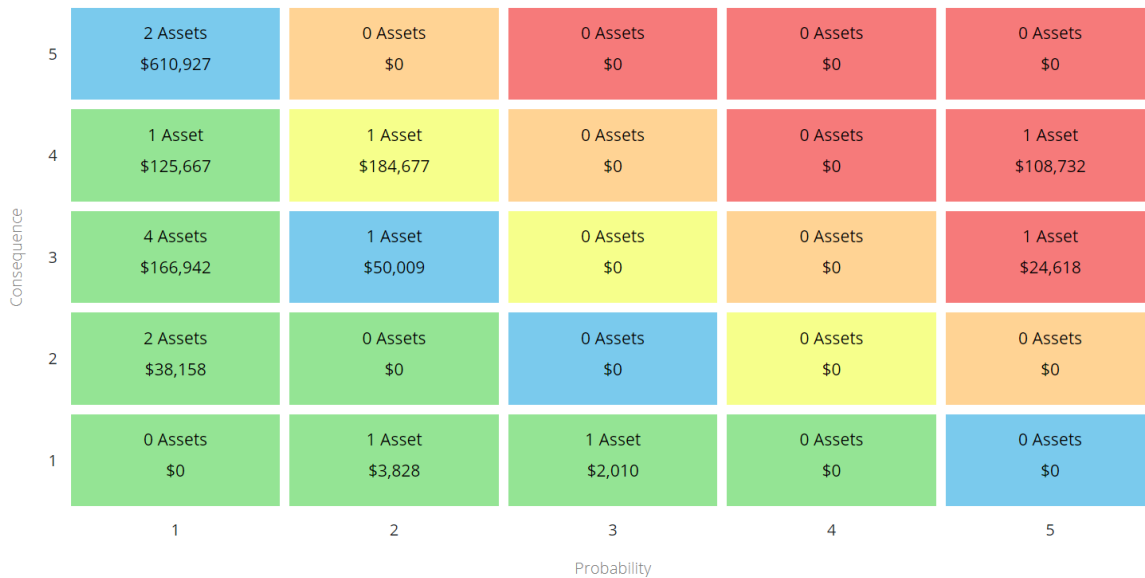 5
2 Assets
$610,927
0 Assets
$0
0 Assets
$0
0 Assets
$0
0 Assets
$0
4
1 Asset
$125,667
1 Asset
$184,677
0 Assets
$0
0 Assets
$0
1 Asset
$108,732
Consequence
3
4 Assets
$166,942
1 Asset
$50,009
0 Assets
$0
0 Assets
$0
1 Asset
$24,618
2
2 Assets
$38,158
0 Assets
$0
0 Assets
$0
0 Assets
$0
0 Assets
$0
1
0 Assets
$0
1 Asset
$3,828
1 Asset
$2,010
0 Assets
$0
0 Assets
$0
1
2
3
4
5
Probability